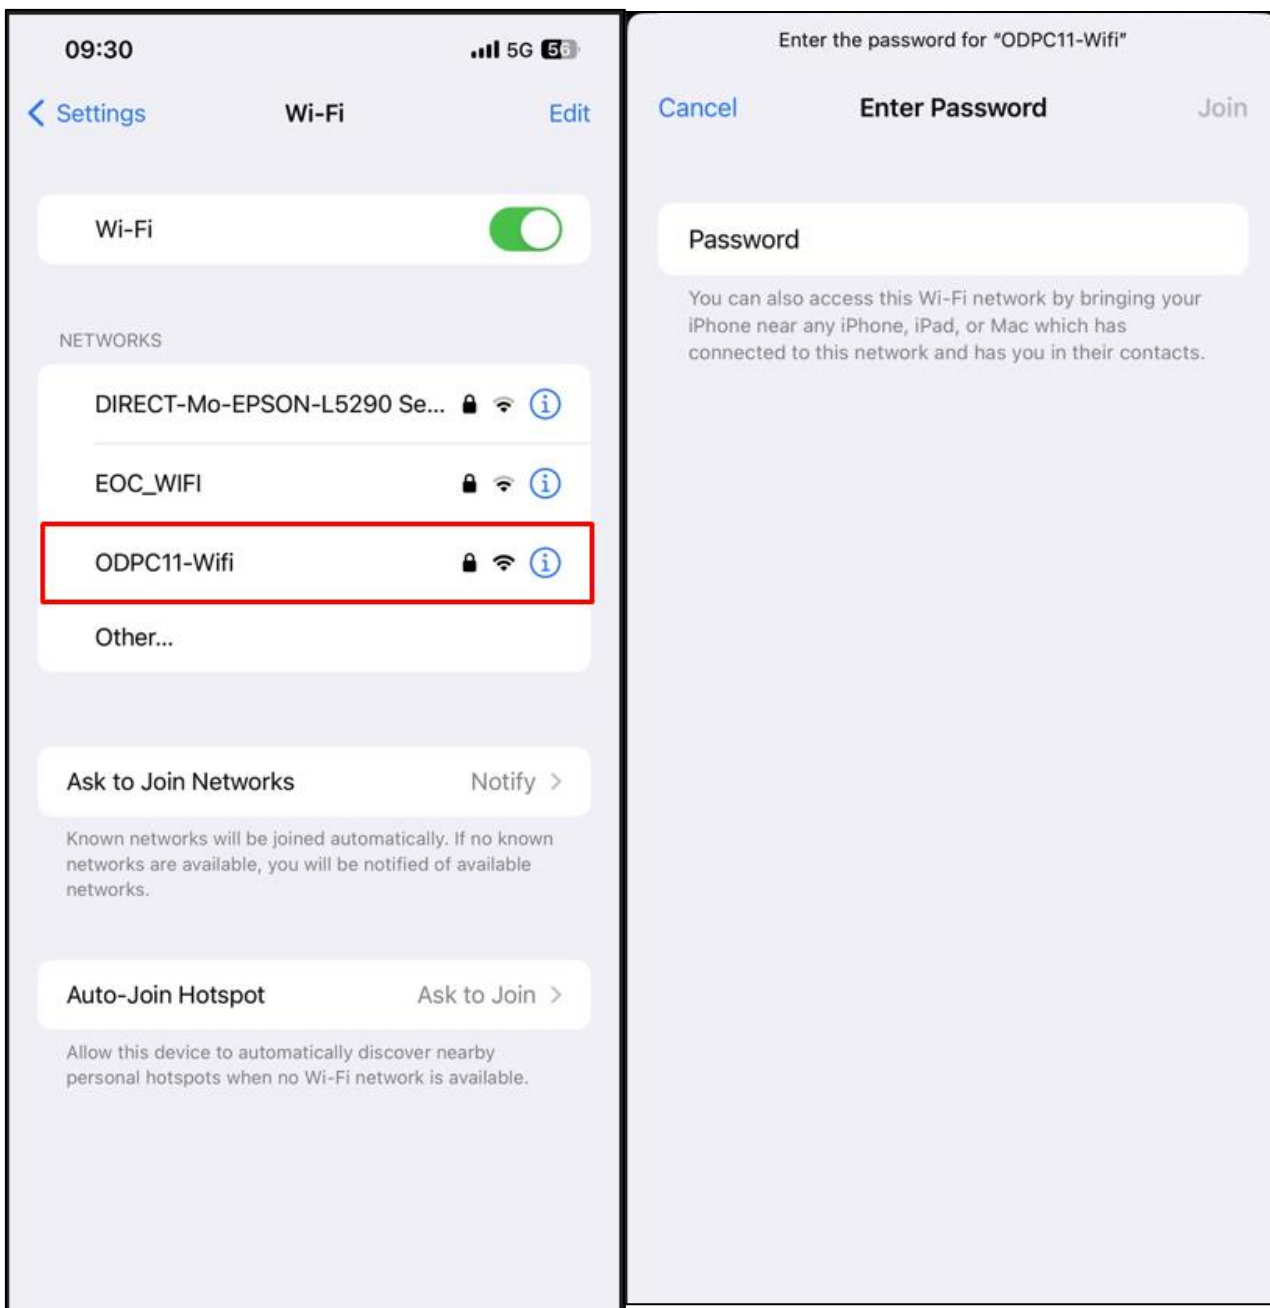 09:30 5G 56
Settings Wi-Fi Edit
Wi-Fi
NETWORKS
DIRECT-Mo-EPSON-L5290 Se...
EOC_WIFI
ODPC11-Wifi
Other...
Ask to Join Networks Notify
Known networks will be joined automatically. If no known
networks are available, you will be notified of available
networks.
Auto-Join Hotspot Ask to Join
Allow this device to automatically discover nearby
personal hotspots when no Wi-Fi network is available.
Enter the password for “ODPC11-Wifi”
Cancel Enter Password Join
Password
You can also access this Wi-Fi network by bringing your
iPhone near any iPhone, iPad, or Mac which has
connected to this network and has you in their contacts.